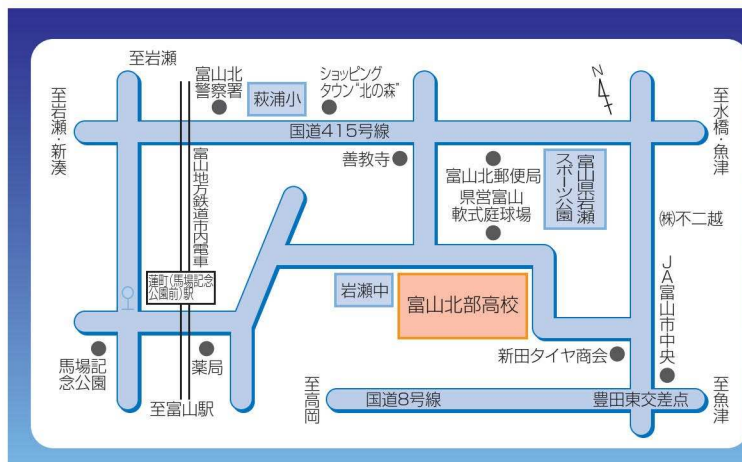 至岩瀬
富山北
警察署
萩浦小
ショッピング
タウン“北の森”
N
至岩瀬・新湊
国道415号線
至水橋・魚津
富山地方鉄道市内電車
善教寺
富山北郵便局
県営富山
軟式庭球場
富山県岩瀬
スポーツ公園
㈱不二越
蓮町(馬場記念
公園前)駅
岩瀬中
富山北部高校
JA富山市中央
馬場記
念公園
薬局
新田タイヤ商会
至富山駅
至高岡
国道8号線
豊田東交差点
至魚津